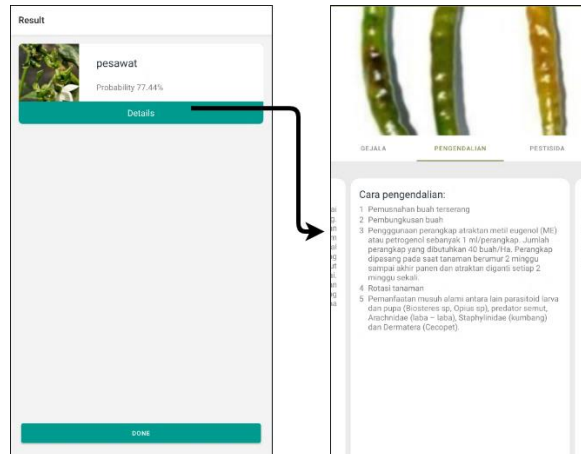 Result
pesawat
Probability 77.44%
Details
DONE
GEJALA
PENGENDALIAN
PESTISIDA
Cara pengendalian:
1 Pemusnahan buah terserang
2 Pembungkusan buah
3 Pengggunaan perangkap atraktan metil eugenol (ME)
atau petrogenol sebanyak 1 ml/perangkap. Jumlah
perangkap yang dibutuhkan 40 buah/Ha. Perangkap
dipasang pada saat tanaman berumur 2 minggu
sampai akhir panen dan atraktan diganti setiap 2
minggu sekali.
4 Rotasi tanaman
5 Pemanfaatan musuh alami antara lain parasitoid larva
dan pupa (Biosteres sp, Opius sp), predator semut,
Arachnidae (laba – laba), Staphylinidae (kumbang)
dan Dermatera (Cecopet).